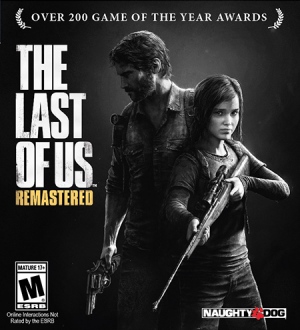 OVER 200 GAME OF THE YEAR AWARDS
THE
LAST
OF US™
REMASTERED
MATURE 17+
M
ESRB
Online Interactions Not
Rated by the ESRB
NAUGHTY DOG